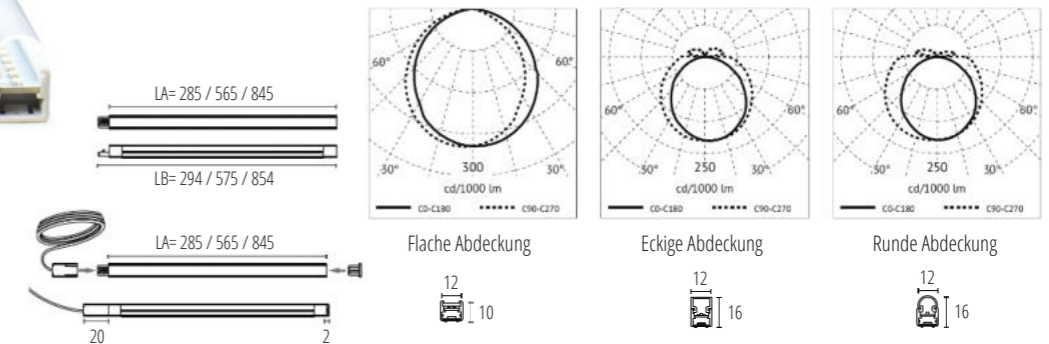 LA= 285 / 565 / 845
LB= 294 / 575 / 854
LA= 285 / 565 / 845
20
2
60°
60°
30°
300
30°
cd/1000 lm
C0-C180
C90-C270
Flache Abdeckung
12
10
60°
60°
30°
250
30°
cd/1000 lm
C0-C180
C90-C270
Eckige Abdeckung
12
16
60°
60°
30°
250
30°
cd/1000 lm
C0-C180
C90-C270
Runde Abdeckung
12
16